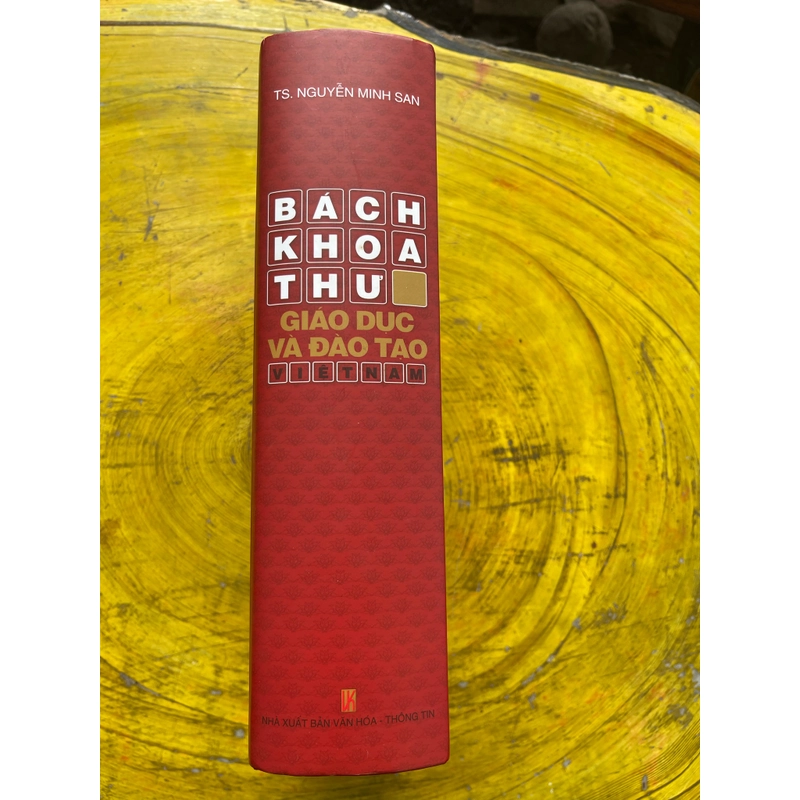 TS. NGUYỄN MINH SAN
BÁCH
KHOA
THƯ
GIÁO DỤC
VÀ ĐÀO TẠO
VIỆT NAM
NHÀ XUẤT BẢN VĂN HÓA - THÔNG TIN